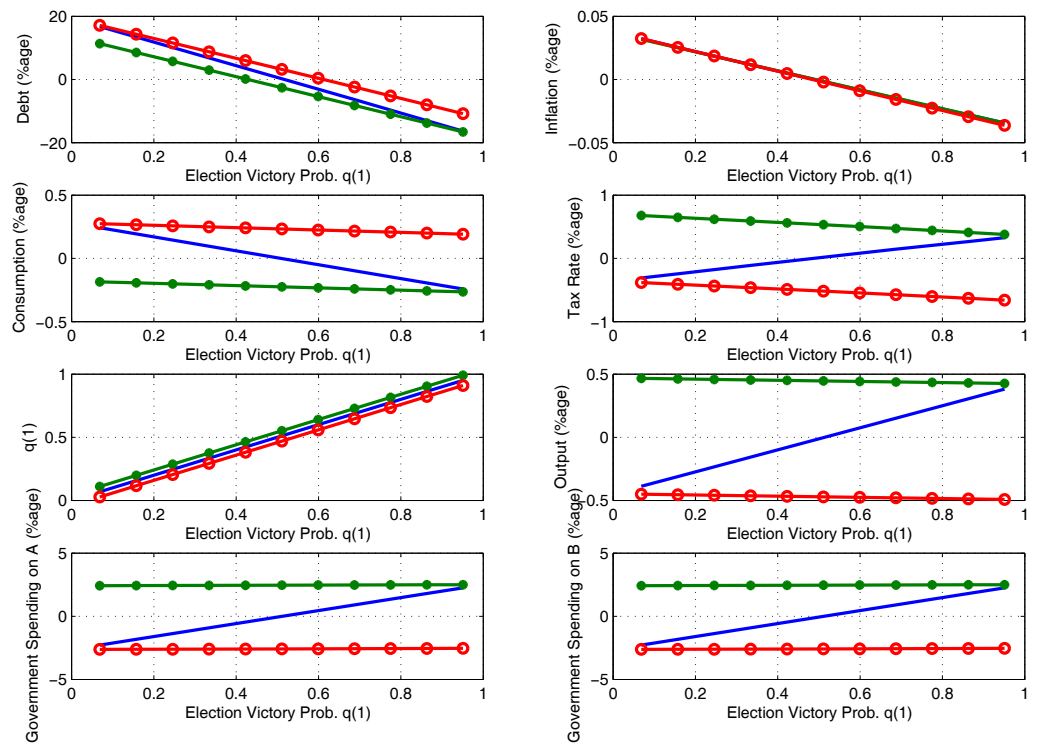 20
0
−20
Debt (%age)
0 0.2 0.4 0.6 0.8 1
Election Victory Prob. q(1)
0.05
0
−0.05
Inflation (%age)
0 0.2 0.4 0.6 0.8 1
Election Victory Prob. q(1)
0.5
0
−0.5
Consumption (%age)
0 0.2 0.4 0.6 0.8 1
Election Victory Prob. q(1)
1
0
−1
Tax Rate (%age)
0 0.2 0.4 0.6 0.8 1
Election Victory Prob. q(1)
1
0.5
0
q(1)
0 0.2 0.4 0.6 0.8 1
Election Victory Prob. q(1)
0.5
0
−0.5
Output (%age)
0 0.2 0.4 0.6 0.8 1
Election Victory Prob. q(1)
5
0
−5
Government Spending on A (%age)
0 0.2 0.4 0.6 0.8 1
Election Victory Prob. q(1)
5
0
−5
Government Spending on B (%age)
0 0.2 0.4 0.6 0.8 1
Election Victory Prob. q(1)